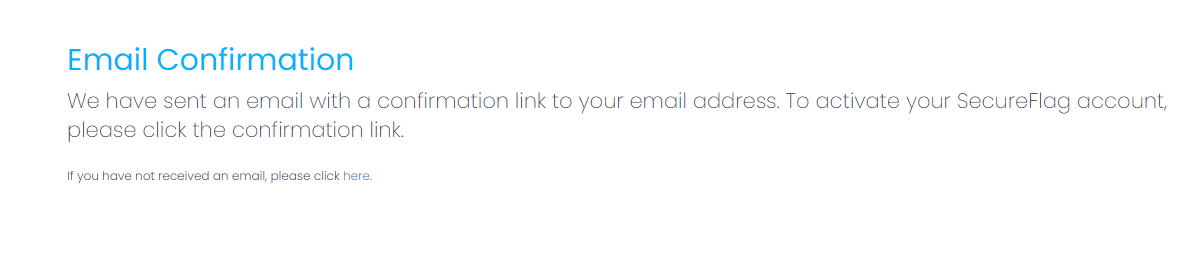 Email Confirmation
We have sent an email with a confirmation link to your email address. To activate your SecureFlag account,
please click the confirmation link.
If you have not received an email, please click here.